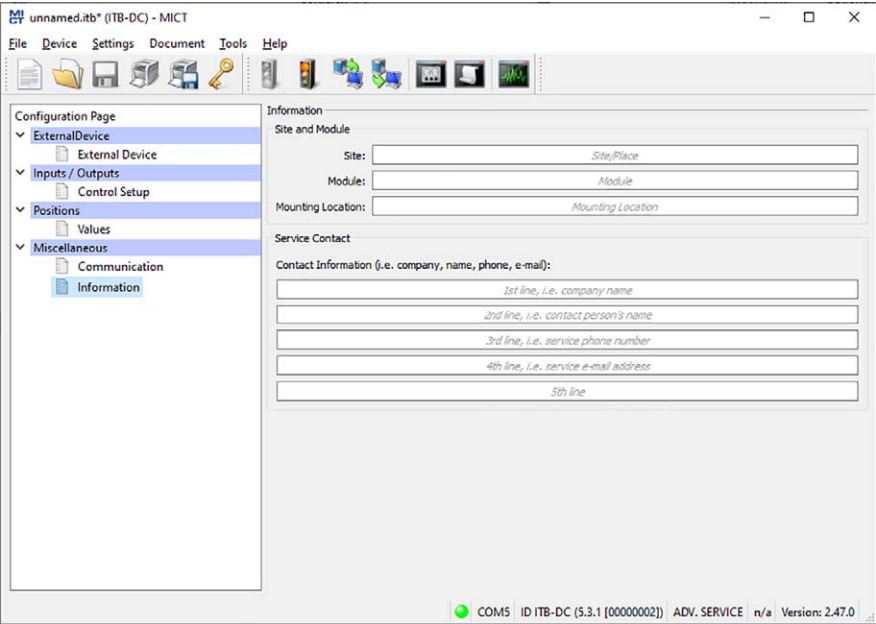 MICT unnamed.itb* (ITB-DC) - MICT
File Device Settings Document Tools Help
Configuration Page
ExternalDevice
External Device
Inputs / Outputs
Control Setup
Positions
Values
Miscellaneous
Communication
Information
Information
Site and Module
Site: Site/Place
Module: Module
Mounting Location: Mounting Location
Service Contact
Contact Information (i.e. company, name, phone, e-mail):
1st line, i.e. company name
2nd line, i.e. contact person's name
3rd line, i.e. service phone number
4th line, i.e. service e-mail address
5th line
COM5 ID ITB-DC (5.3.1 [00000002]) ADV. SERVICE n/a Version: 2.47.0